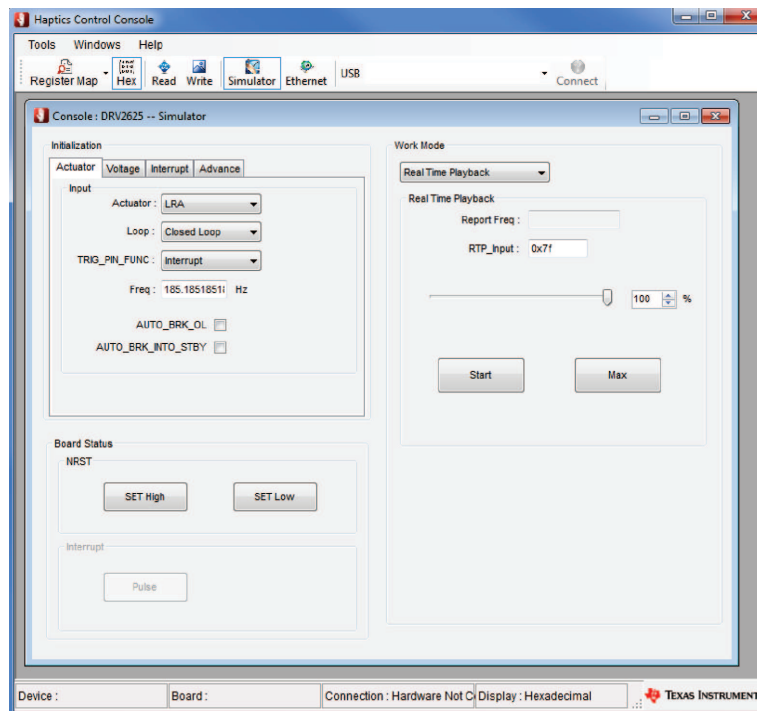 Haptics Control Console
Tools Windows Help
Register Map Hex Read Write Simulator Ethernet USB Connect
Console : DRV2625 -- Simulator
Initialization
Actuator Voltage Interrupt Advance
Input
Actuator : LRA
Loop : Closed Loop
TRIG_PIN_FUNC : Interrupt
Freq : 185.1851851 Hz
AUTO_BRK_OL
AUTO_BRK_INTO_STBY
Board Status
NRST
SET High SET Low
Interrupt
Pulse
Work Mode
Real Time Playback
Real Time Playback
Report Freq :
RTP_Input : 0x7f
100 %
Start Max
Device : Board : Connection : Hardware Not C Display : Hexadecimal TEXAS INSTRUMENT